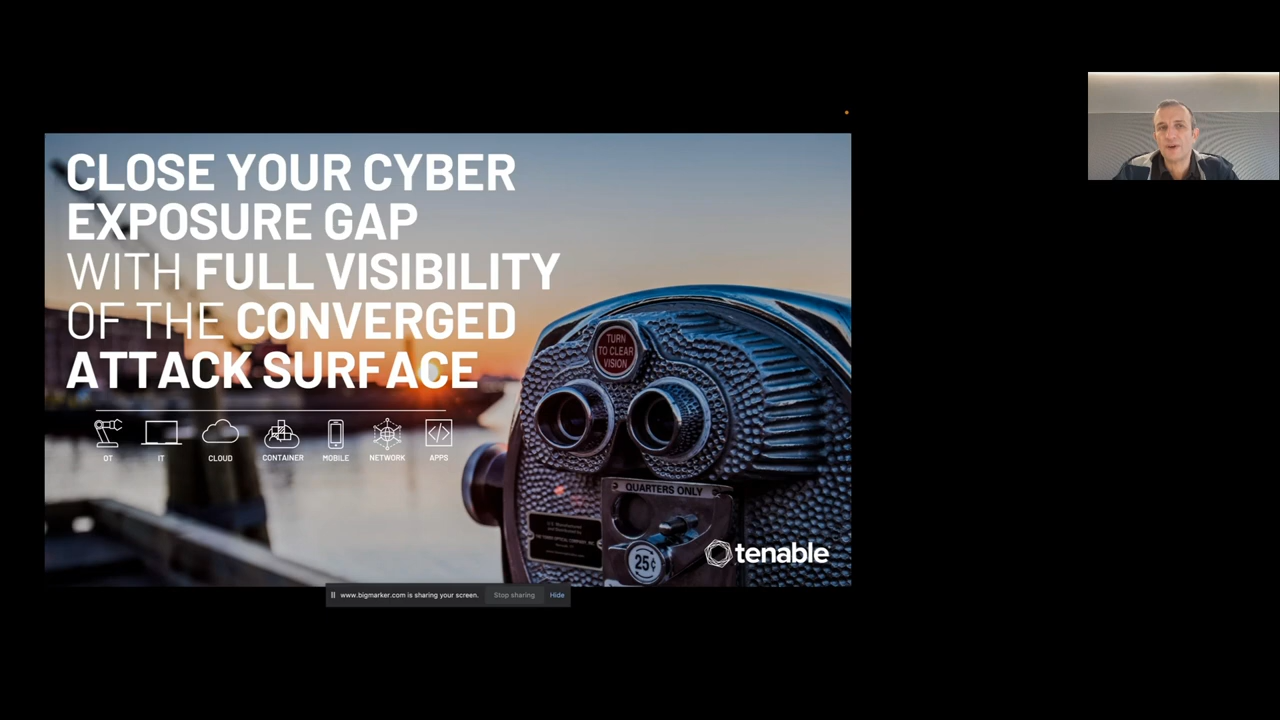 CLOSE YOUR CYBER
EXPOSURE GAP
WITH FULL VISIBILITY
OF THE CONVERGED
ATTACK SURFACE
OT IT CLOUD CONTAINER MOBILE NETWORK APPS
TURN
TO CLEAR
VISION
QUARTERS ONLY
25¢
tenable
www.bigmarker.com is sharing your screen. Stop sharing Hide